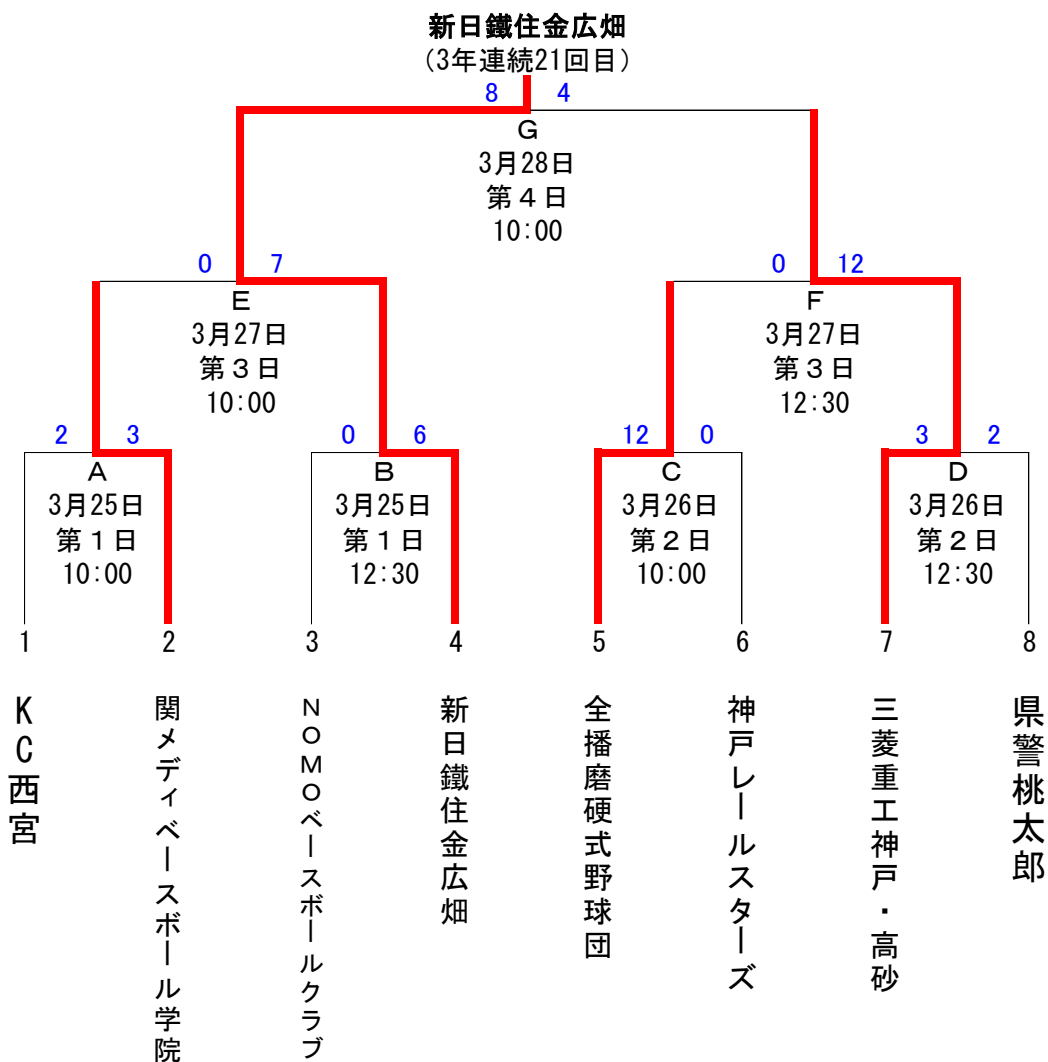 新日鐵住金広畑
(3年連続21回目)
8 4
G
3月28日
第4日
10:00
0 7
E
3月27日
第3日
10:00
0 12
F
3月27日
第3日
12:30
2 3
A
3月25日
第1日
10:00
0 6
B
3月25日
第1日
12:30
12 0
C
3月26日
第2日
10:00
3 2
D
3月26日
第2日
12:30
1 2 3 4 5 6 7 8
KC西宮
関メディベースボール学院
NOMOベースボールクラブ
新日鐵住金広畑
全播磨硬式野球団
神戸レールスターズ
三菱重工神戸・高砂
県警桃太郎